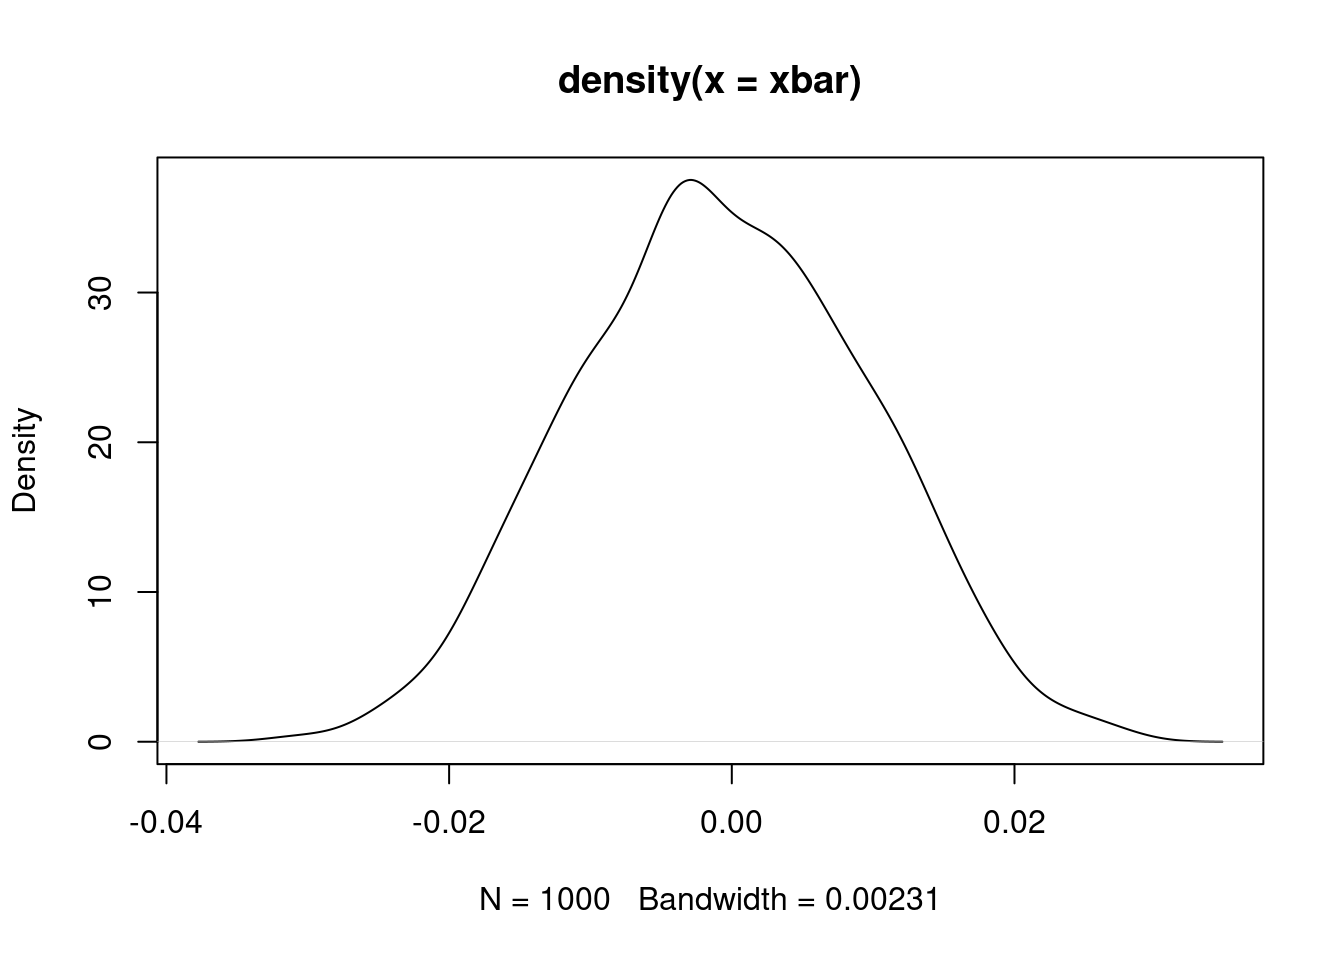 density(x = xbar)
Density
30
20
10
0
-0.04 -0.02 0.00 0.02
N = 1000 Bandwidth = 0.00231